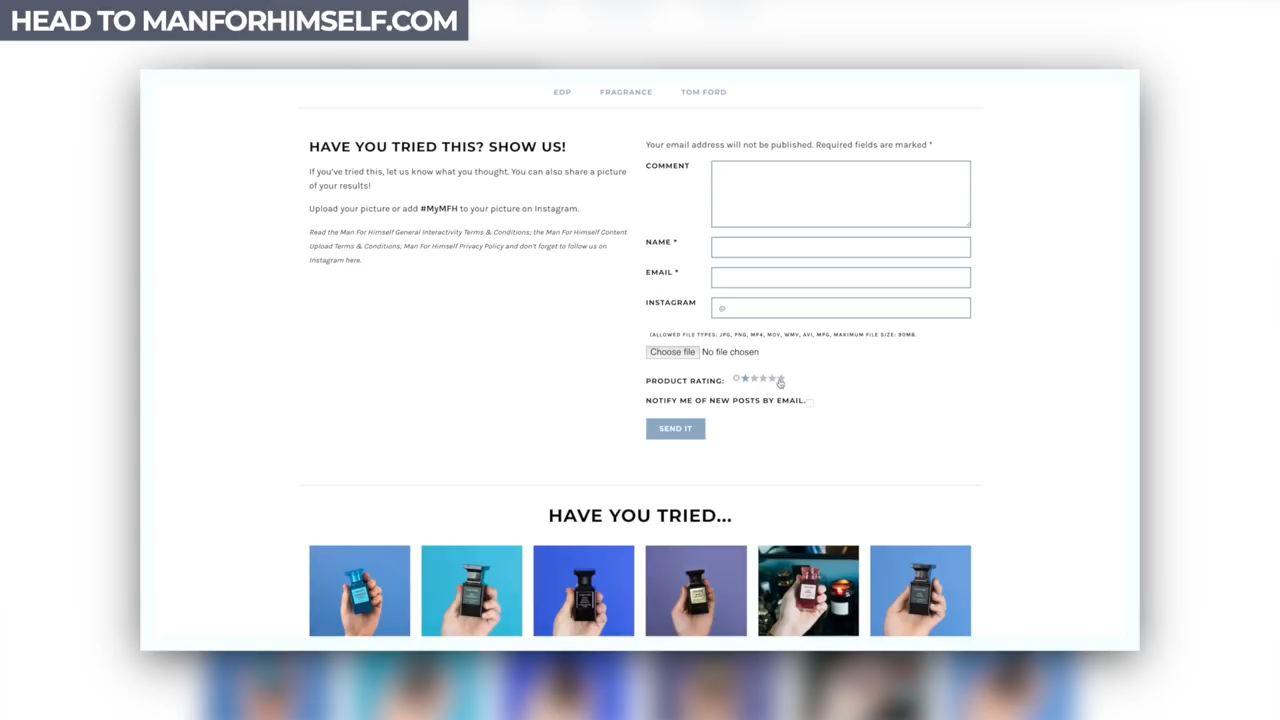 HEAD TO MANFORHIMSELF.COM
EDP FRAGRANCE TOM FORD
HAVE YOU TRIED THIS? SHOW US!
If you've tried this, let us know what you thought. You can also share a picture
of your results!
Upload your picture or add #MyMFH to your picture on Instagram.
Read the Man For Himself General Interactivity Terms & Conditions; the Man For Himself Content
Upload Terms & Conditions; Man For Himself Privacy Policy and don't forget to follow us on
Instagram here.
Your email address will not be published. Required fields are marked *
COMMENT
NAME *
EMAIL *
INSTAGRAM
@
(ALLOWED FILE TYPES: JPG, PNG, MP4, MOV, WMV, AVI, MPG, MAXIMUM FILE SIZE: 90MB.
Choose file No file chosen
PRODUCT RATING:
NOTIFY ME OF NEW POSTS BY EMAIL.
SEND IT
HAVE YOU TRIED...